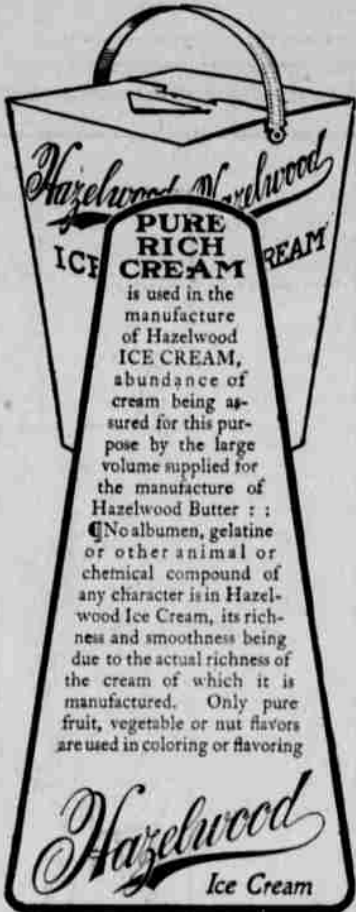 Hazelwood Hazelwood
ICE CREAM
PURE
RICH
CREAM
is used in the
manufacture
of Hazelwood
ICE CREAM,
abundance of
cream being as-
sured for this pur-
pose by the large
volume supplied for
the manufacture of
Hazelwood Butter : :
¶No albumen, gelatine
or other animal or
chemical compound of
any character is in Hazel-
wood Ice Cream, its rich-
ness and smoothness being
due to the actual richness of
the cream of which it is
manufactured. Only pure
fruit, vegetable or nut flavors
are used in coloring or flavoring
Hazelwood
Ice Cream